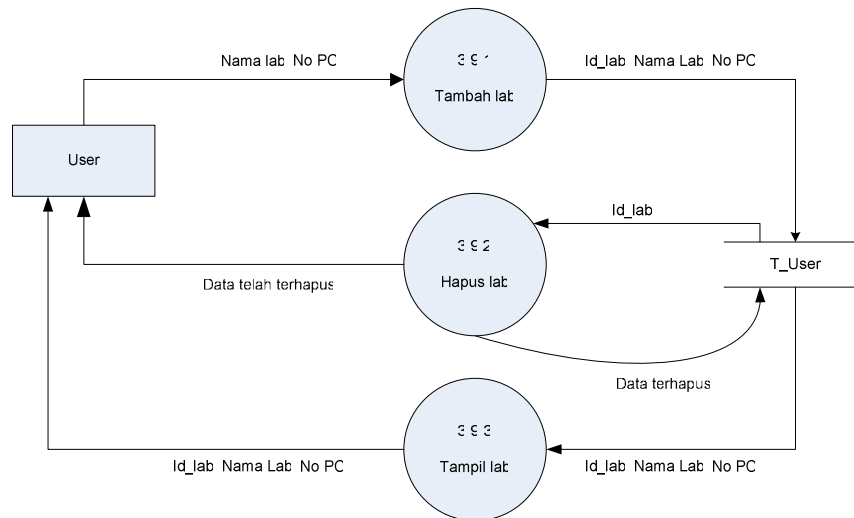 Nama lab No PC
3.9.1
Tambah lab
Id_lab Nama Lab No PC
User
Id_lab
3.9.2
Hapus lab
T_User
Data telah terhapus
Data terhapus
3.9.3
Tampil lab
Id_lab Nama Lab No PC
Id_lab Nama Lab No PC